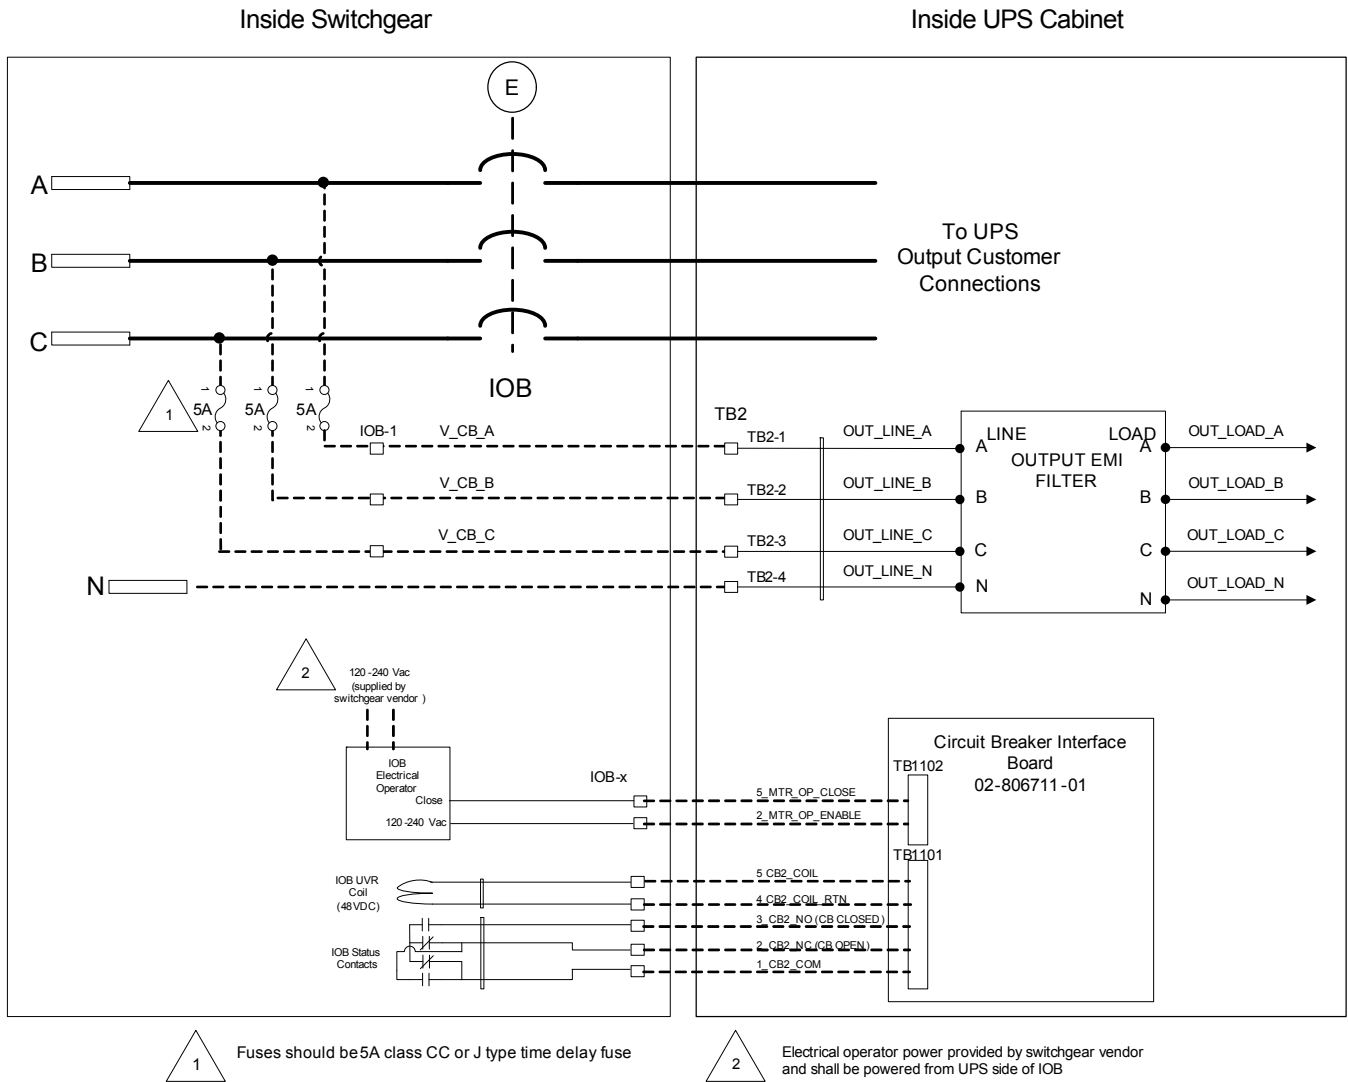 Inside Switchgear
Inside UPS Cabinet
E
A
B
C
To UPS
Output Customer
Connections
IOB
1
1
5A
2
1
5A
2
1
5A
2
IOB-1
V_CB_A
V_CB_B
V_CB_C
N
TB2
TB2-1
TB2-2
TB2-3
TB2-4
OUT_LINE_A
OUT_LINE_B
OUT_LINE_C
OUT_LINE_N
LINE
LOAD
OUTPUT EMI
FILTER
A
B
C
N
A
B
C
N
OUT_LOAD_A
OUT_LOAD_B
OUT_LOAD_C
OUT_LOAD_N
2
120-240 Vac
(supplied by
switchgear vendor )
IOB
Electrical
Operator
Close
120-240 Vac
IOB-x
5_MTR_OP_CLOSE
2_MTR_OP_ENABLE
Circuit Breaker Interface
Board
02-806711-01
TB1102
TB1101
IOB UVR
Coil
(48VDC)
5 CB2_COIL
4 CB2_COIL_RTN
3_CB2_NO (CB CLOSED)
2_CB2_NC (CB OPEN)
1_CB2_COM
IOB Status
Contacts
1
Fuses should be 5A class CC or J type time delay fuse
2
Electrical operator power provided by switchgear vendor
and shall be powered from UPS side of IOB